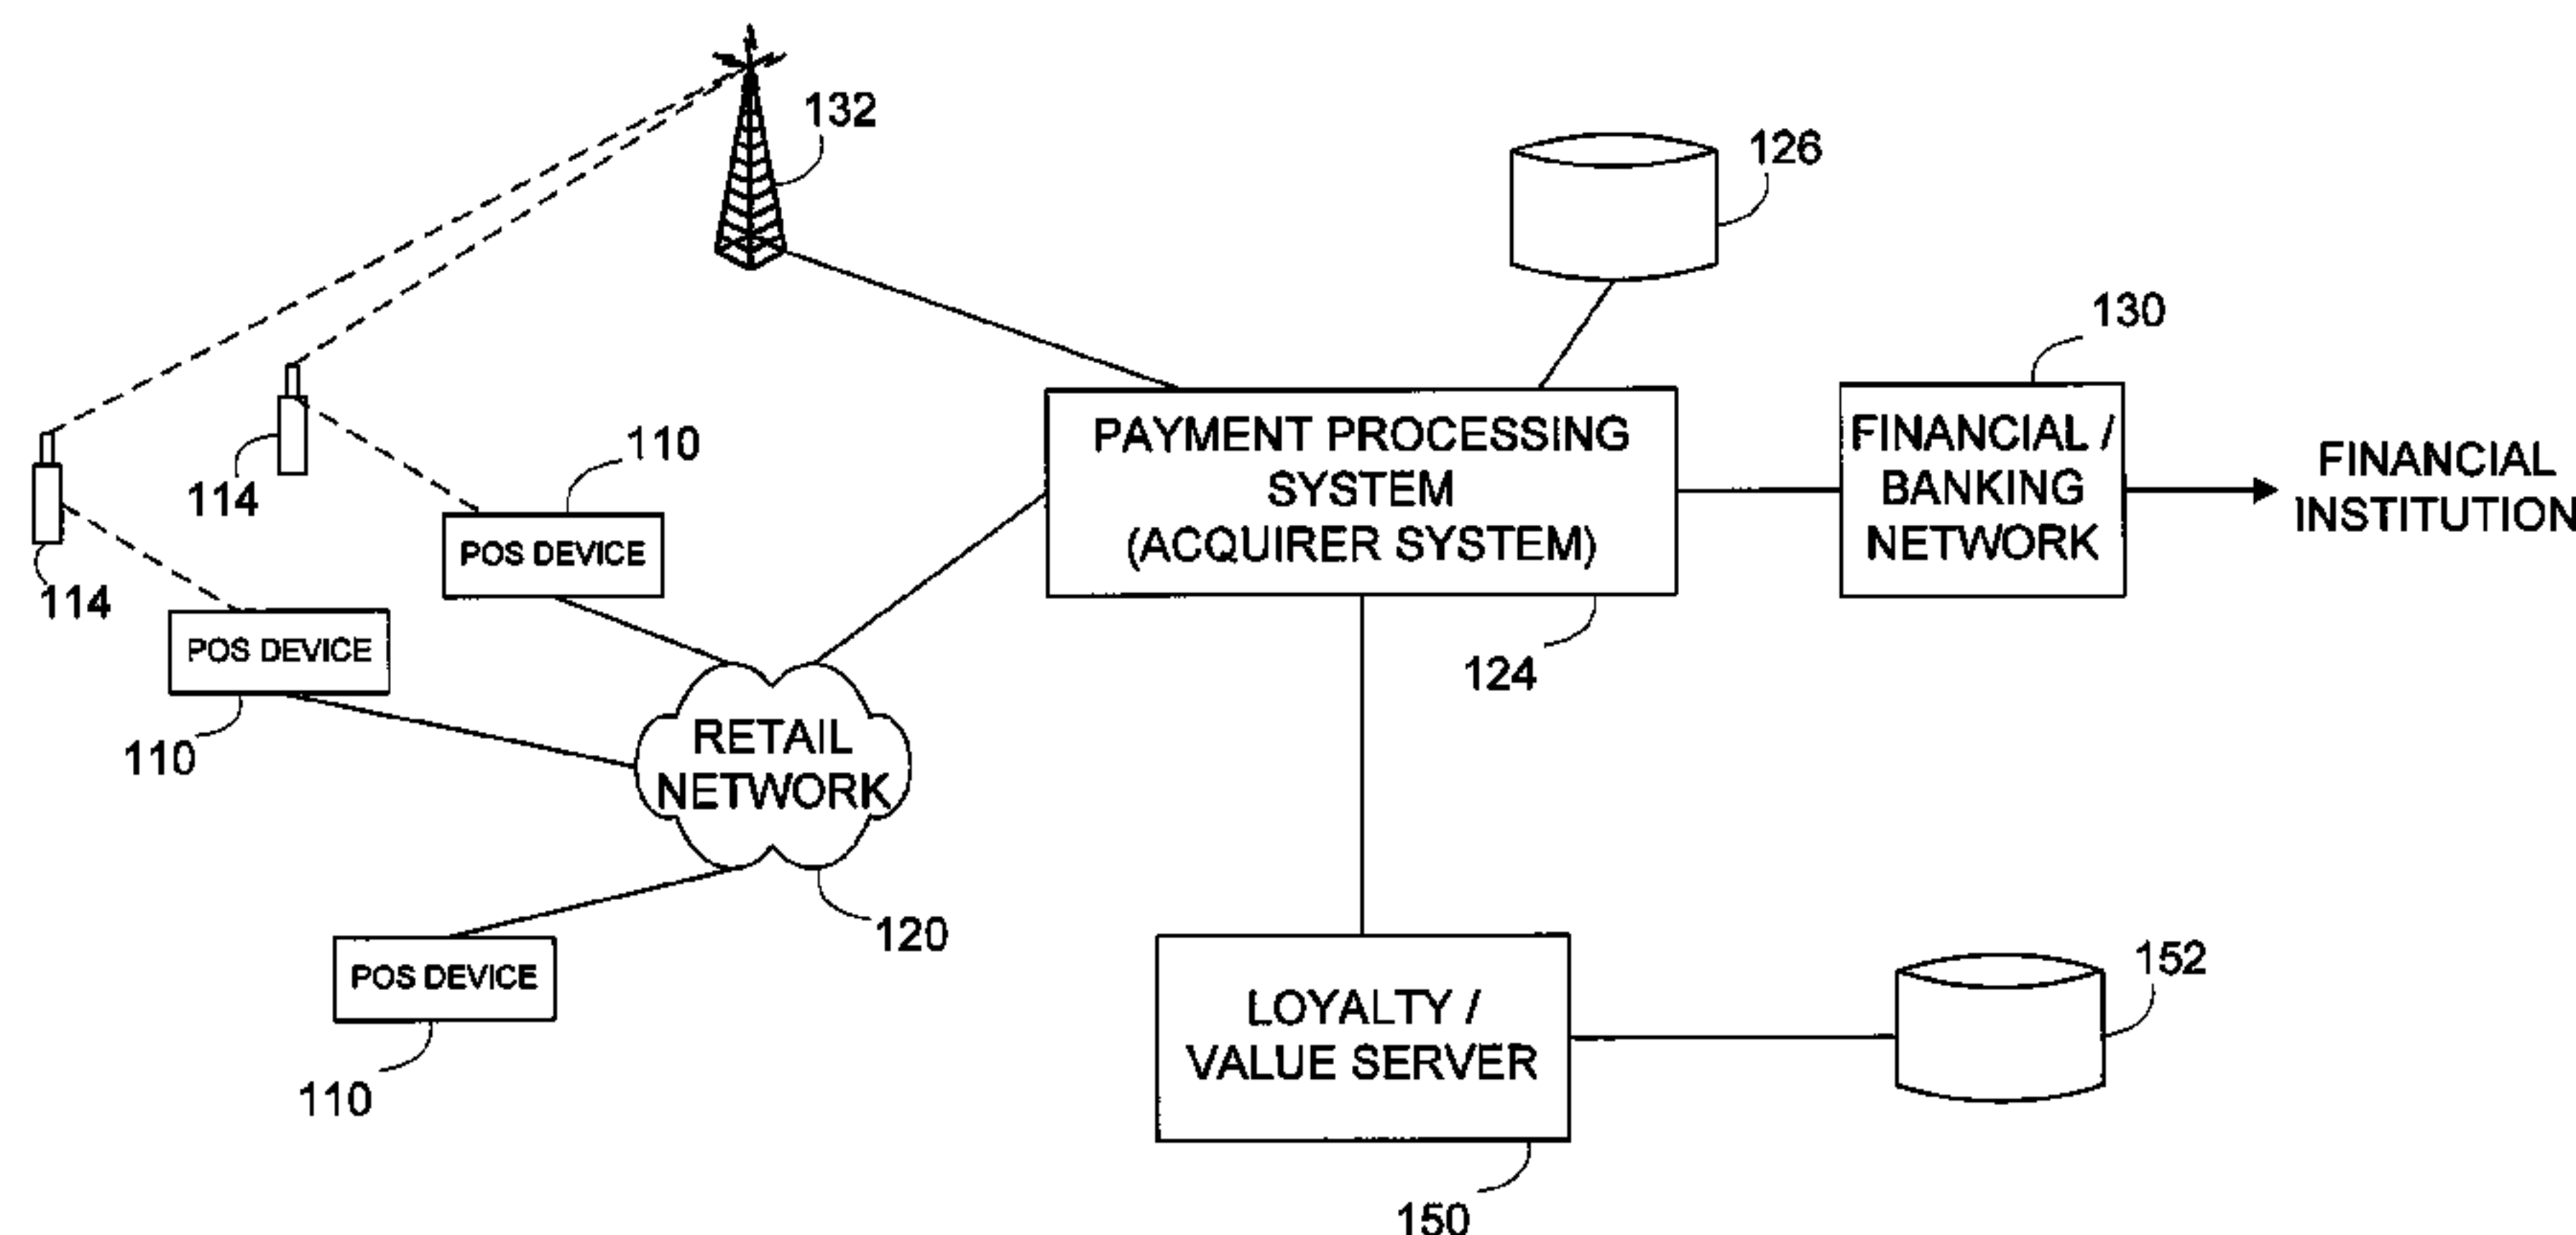 132
126
130
PAYMENT PROCESSING
SYSTEM
(ACQUIRER SYSTEM)
FINANCIAL /
BANKING
NETWORK
FINANCIAL
INSTITUTION
110
114
POS DEVICE
114
POS DEVICE
124
110
RETAIL
NETWORK
120
POS DEVICE
110
LOYALTY /
VALUE SERVER
152
150